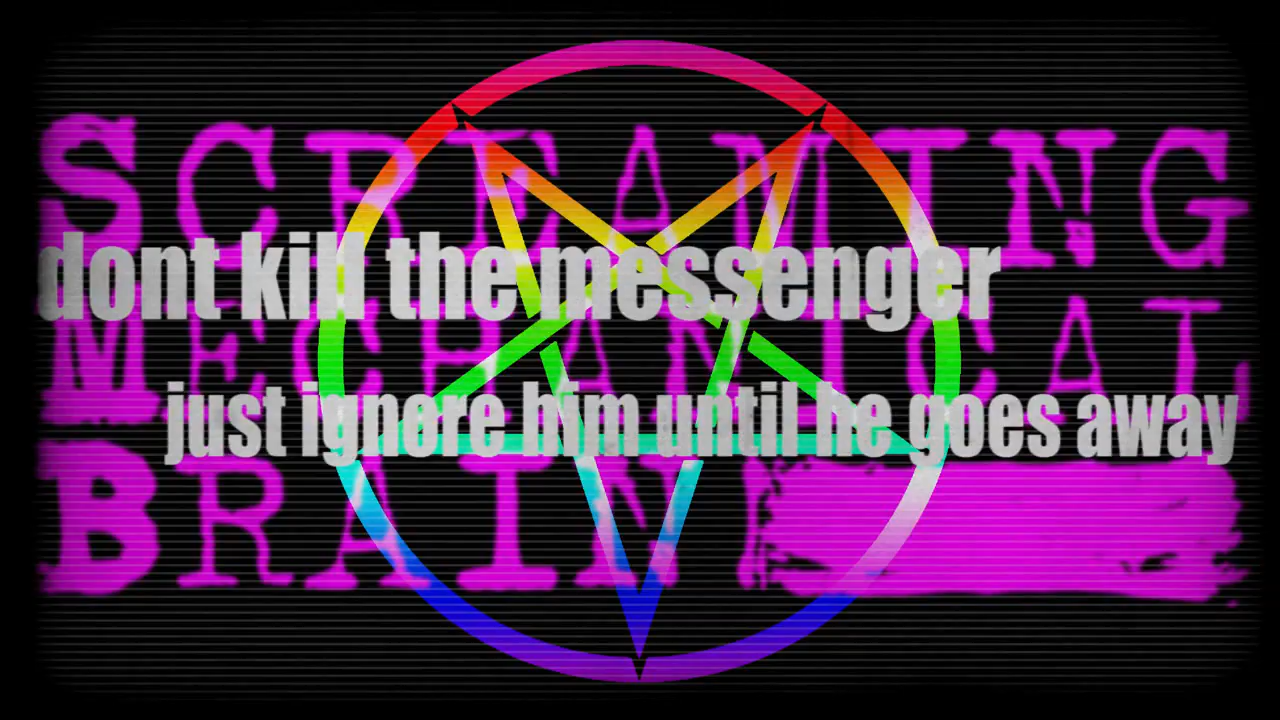 SCREAMING
dont kill the messenger
MECHANICAL
just ignore him until he goes away
BRAIN